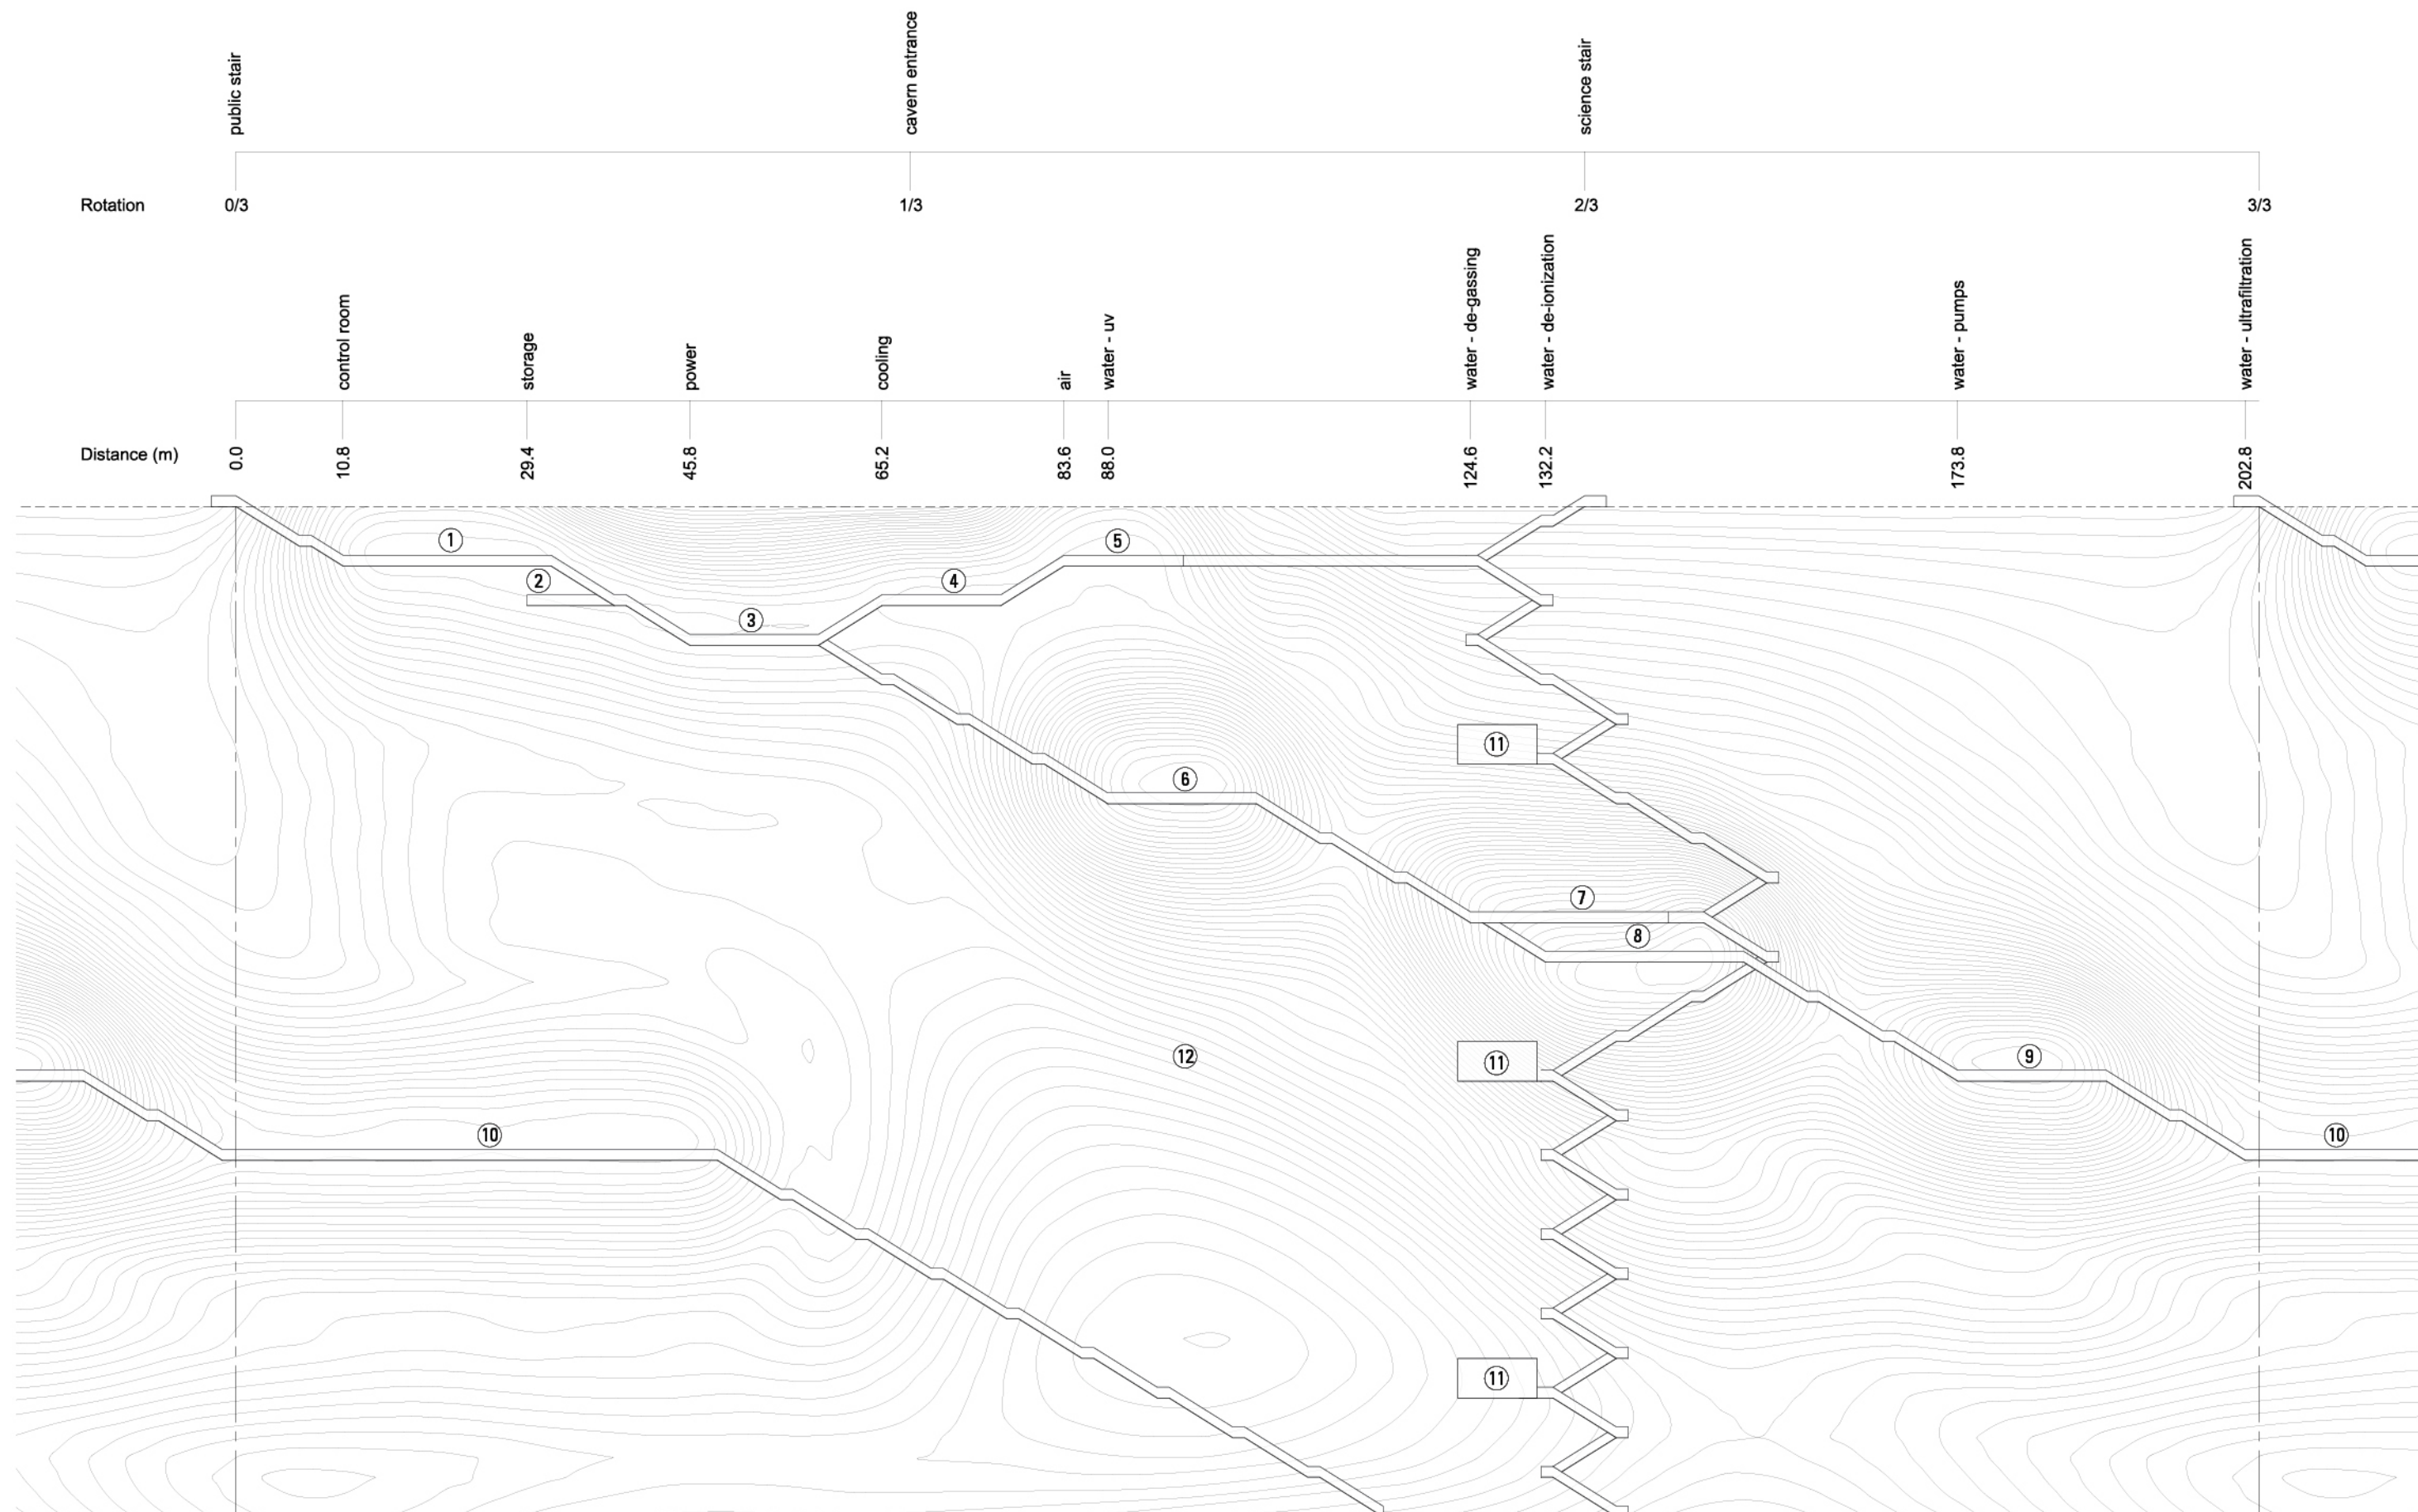 public stair
cavern entrance
science stair
Rotation
0/3
1/3
2/3
3/3
control room
storage
power
cooling
air
water - uv
water - de-gassing
water - de-ionization
water - pumps
water - ultrafiltration
Distance (m)
0.0
10.8
29.4
45.8
65.2
83.6
88.0
124.6
132.2
173.8
202.8
1
5
2
4
3
11
6
7
8
12
11
9
10
10
11